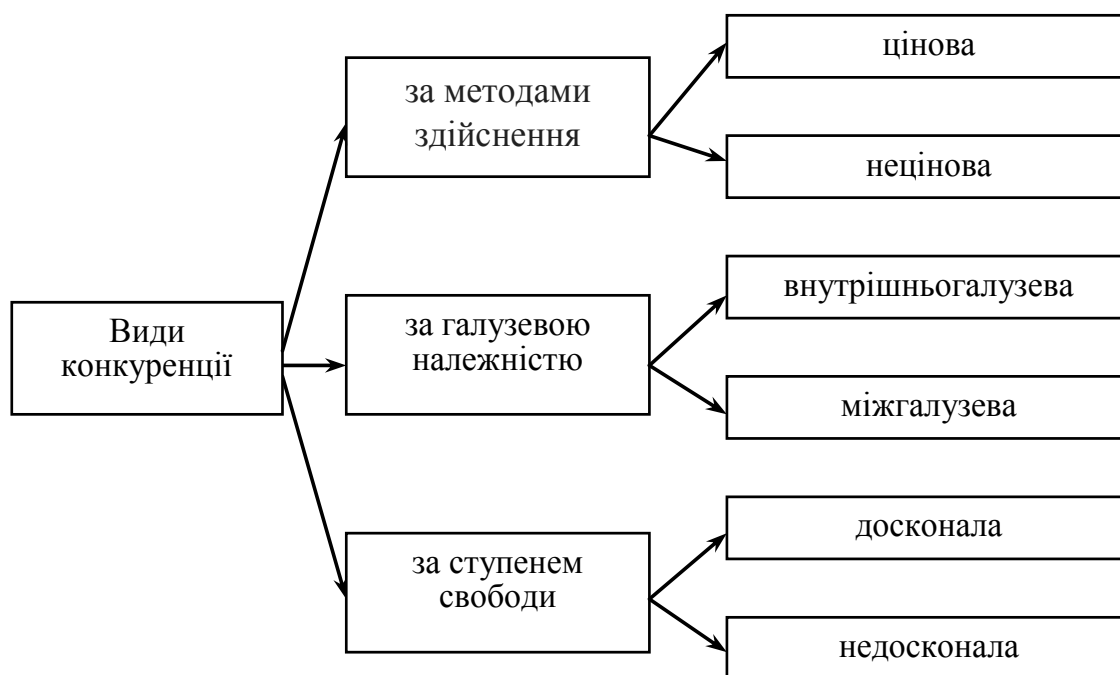 Види
конкуренції
за методами
здійснення
цінова
нецінова
за галузевою
належністю
внутрішньогалузева
міжгалузева
за ступенем
свободи
досконала
недосконала